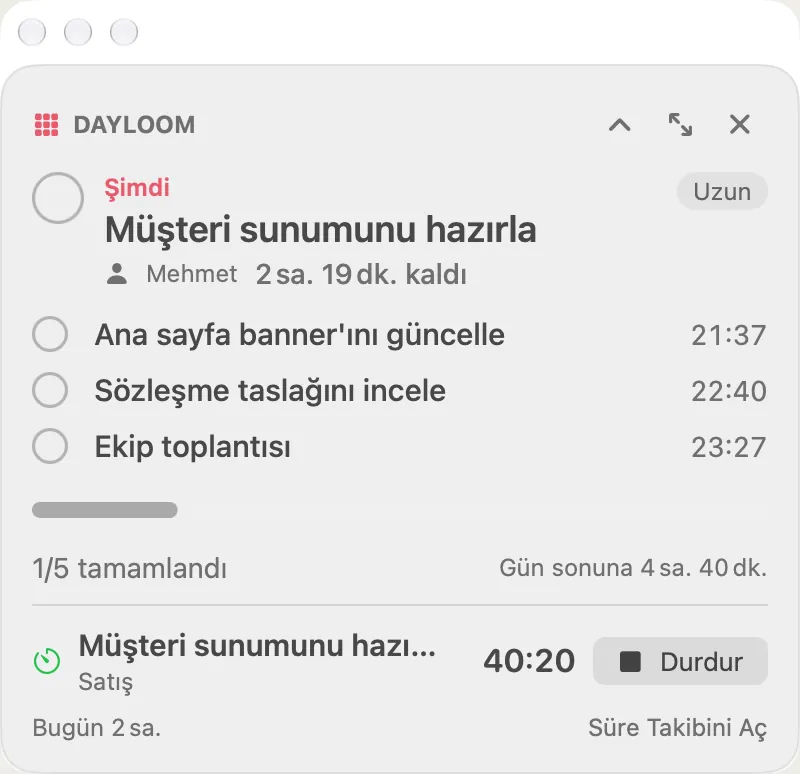 DAYLOOM
Şimdi
Uzun
Müşteri sunumunu hazırla
Mehmet 2 sa. 19 dk. kaldı
Ana sayfa banner'ını güncelle 21:37
Sözleşme taslağını incele 22:40
Ekip toplantısı 23:27
1/5 tamamlandı Gün sonuna 4 sa. 40 dk.
Müşteri sunumunu hazı... 40:20 Durdur
Satış
Bugün 2 sa. Süre Takibini Aç